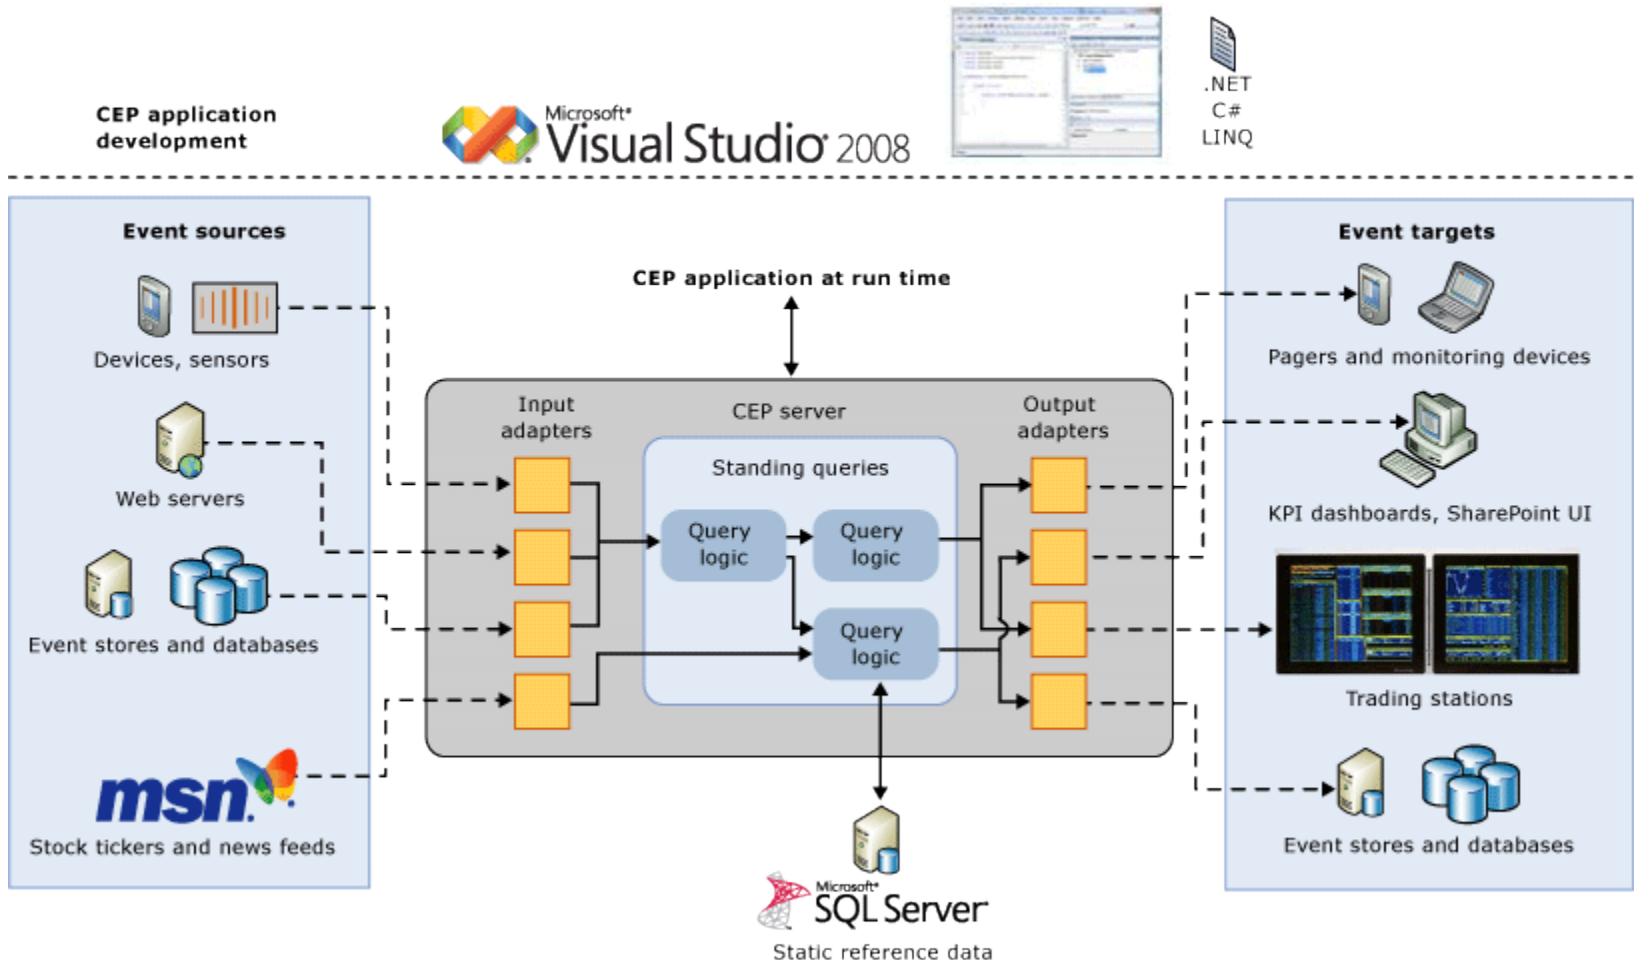 CEP application
development
Microsoft®
Visual Studio® 2008
.NET
C#
LINQ
Event sources
Devices, sensors
Web servers
Event stores and databases
msn.
Stock tickers and news feeds
CEP application at run time
Input
adapters
CEP server
Output
adapters
Standing queries
Query
logic
Query
logic
Query
logic
Microsoft®
SQL Server®
Static reference data
Event targets
Pagers and monitoring devices
KPI dashboards, SharePoint UI
Trading stations
Event stores and databases